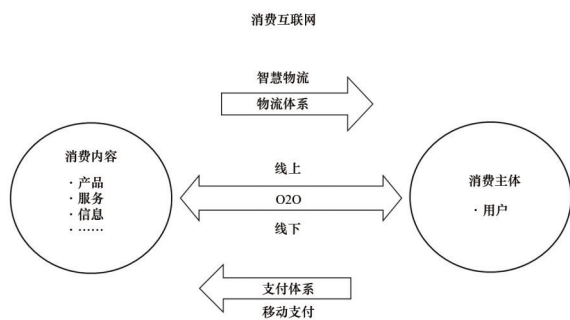 消费互联网
智慧物流
物流体系
消费内容
· 产品
· 服务
· 信息
· ……
线上
O2O
线下
消费主体
· 用户
支付体系
移动支付